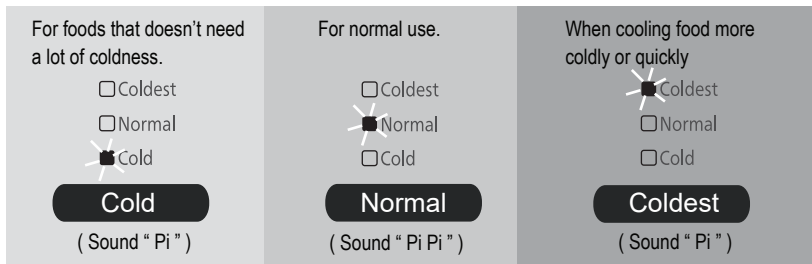 For foods that doesn't need
a lot of coldness.
Coldest
Normal
Cold
Cold
( Sound “ Pi ” )
For normal use.
Coldest
Normal
Cold
Normal
( Sound “ Pi Pi ” )
When cooling food more
coldly or quickly
Coldest
Normal
Cold
Coldest
( Sound “ Pi ” )